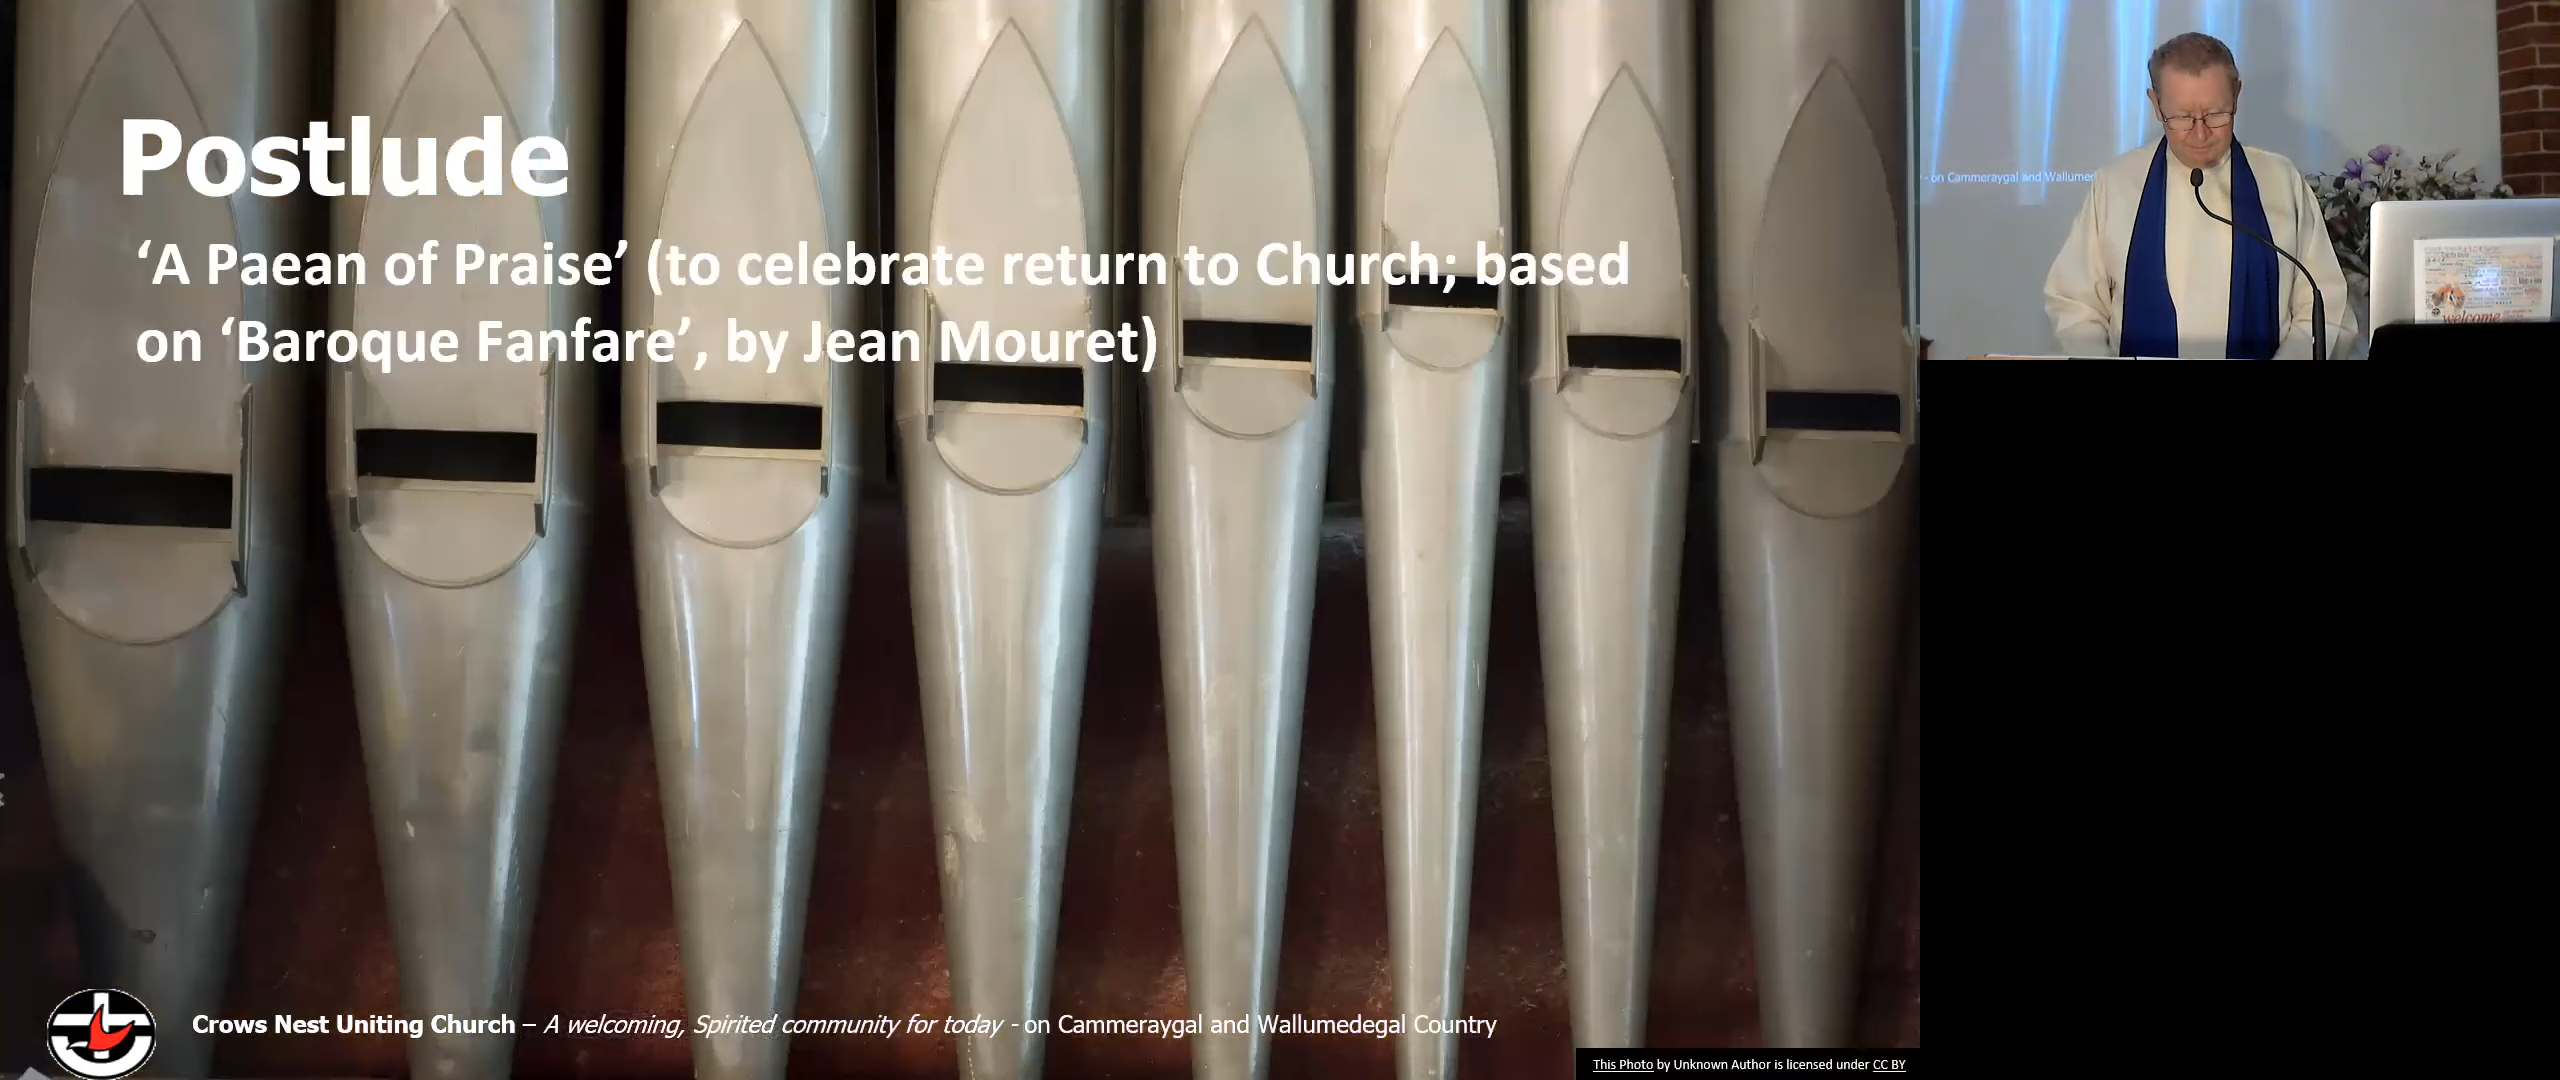 Postlude
‘A Paean of Praise’ (to celebrate return to Church; based
on ‘Baroque Fanfare’, by Jean Mouret)
- on Cammeraygal and Wallumed
welcome
Crows Nest Uniting Church – A welcoming, Spirited community for today - on Cammeraygal and Wallumedegal Country
This Photo by Unknown Author is licensed under CC BY